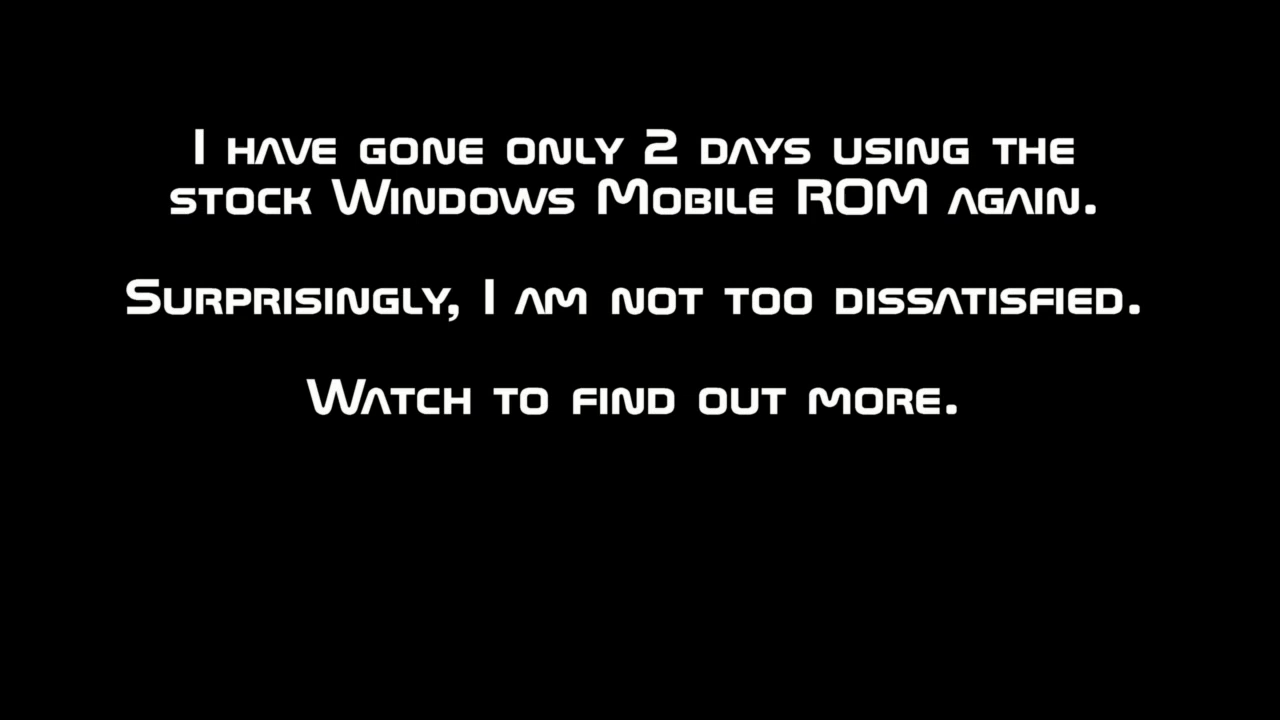 I have gone only 2 days using the
stock Windows Mobile ROM again.
Surprisingly, I am not too dissatisfied.
Watch to find out more.